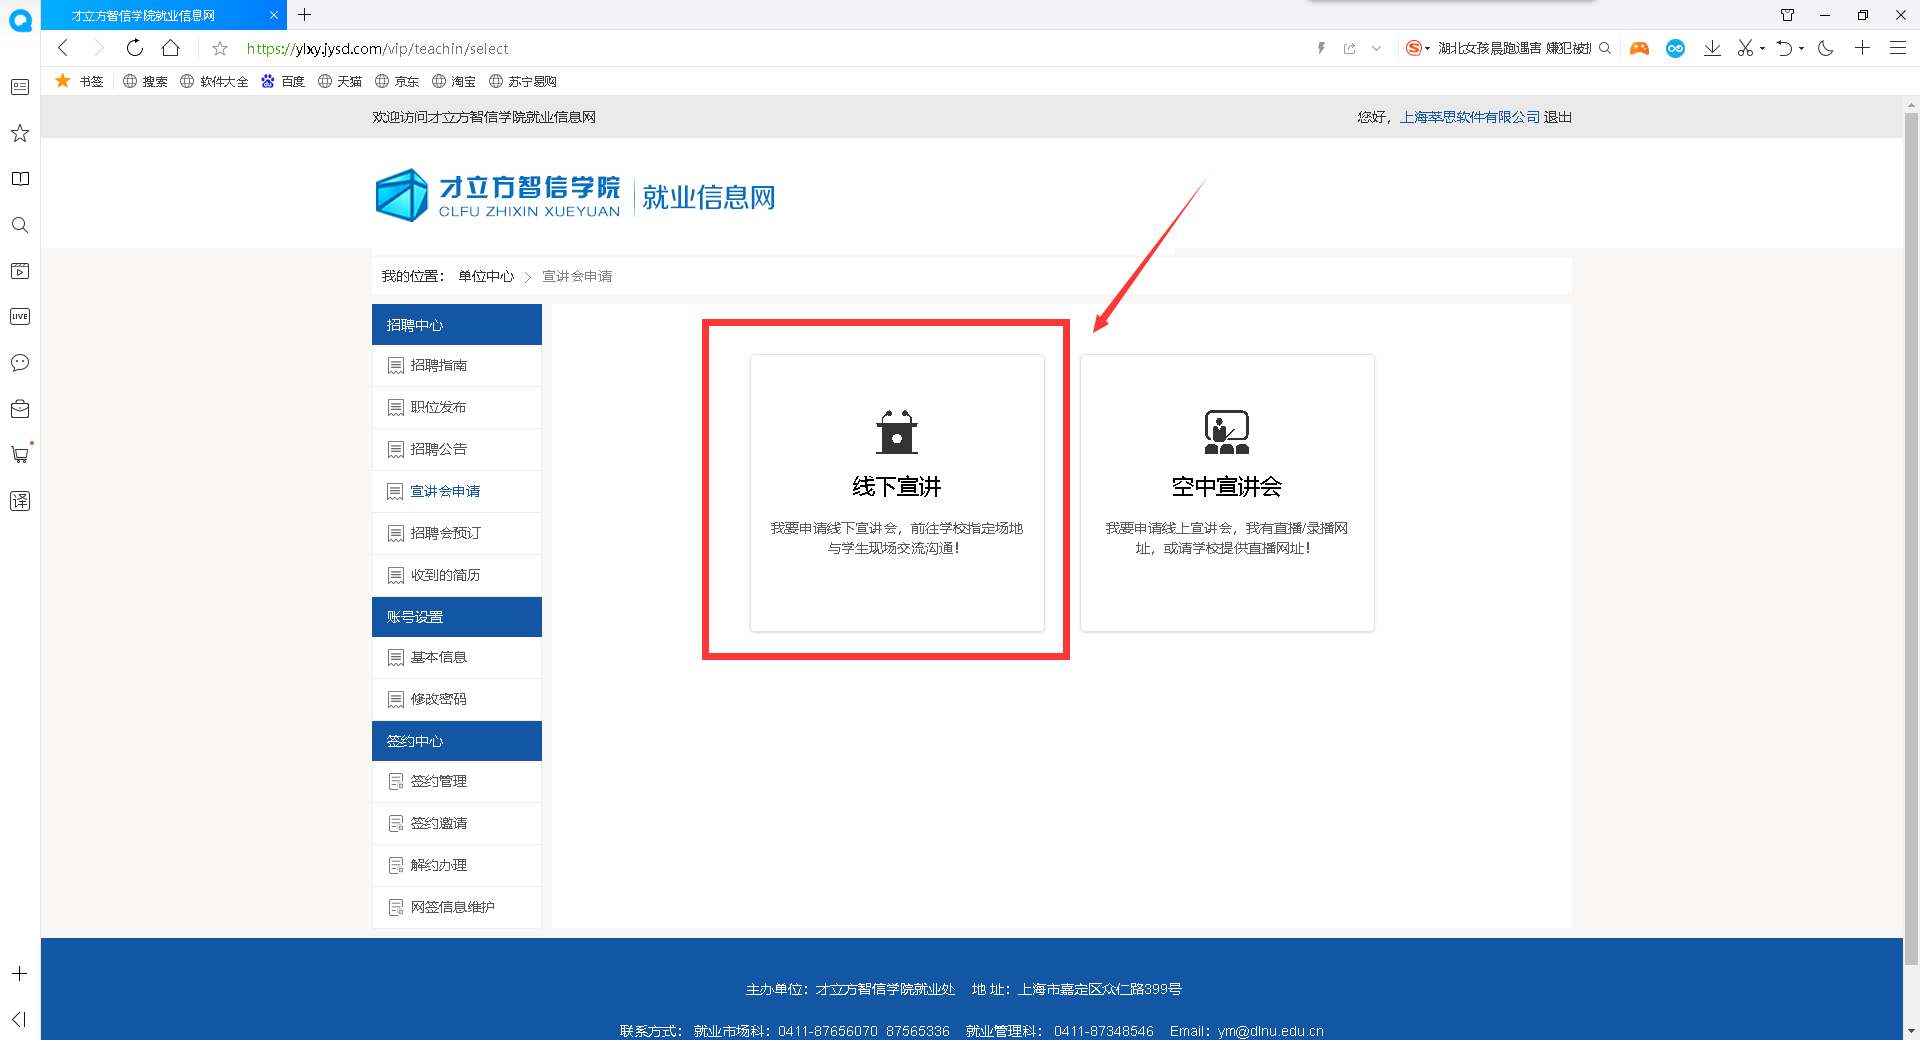 才立方智信学院就业信息网
https://ylxy.jysd.com/vip/teachin/select
湖北女孩晨跑遇害 嫌犯被
书签 搜索 软件大全 百度 天猫 京东 淘宝 苏宁易购
欢迎访问才立方智信学院就业信息网
您好，上海萃思软件有限公司 退出
才立方智信学院
CLFU ZHIXIN XUEYUAN
就业信息网
我的位置： 单位中心 > 宣讲会申请
招聘中心
招聘指南
职位发布
招聘公告
宣讲会申请
招聘会预订
收到的简历
账号设置
基本信息
修改密码
签约中心
签约管理
签约邀请
解约办理
网签信息维护
线下宣讲
我要申请线下宣讲会，前往学校指定场地
与学生现场交流沟通！
空中宣讲会
我要申请线上宣讲会，我有直播/录播网
址，或请学校提供直播网址！
LIVE
译
主办单位：才立方智信学院就业处 地 址：上海市嘉定区众仁路399号
联系方式： 就业市场科：0411-87656070 87565336 就业管理科： 0411-87348546 Email：ym@dlnu.edu.cn